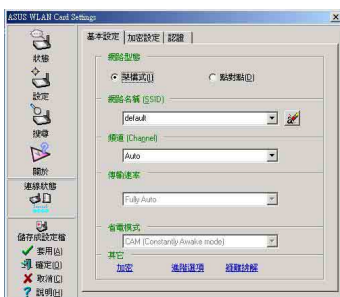 ASUS WLAN Card Settings
狀態
設定
搜尋
關於
連線狀態
儲存成設定檔
套用(A)
確定(O)
取消(C)
說明(H)
基本設定 加密設定 認證
網路型態
架構式(I) 點對點(D)
網路名稱 (SSID)
default
頻道 (Channel)
Auto
傳輸速率
Fully Auto
省電模式
CAM (Constantly Awake mode)
其它
加密 進階選項 疑難排解